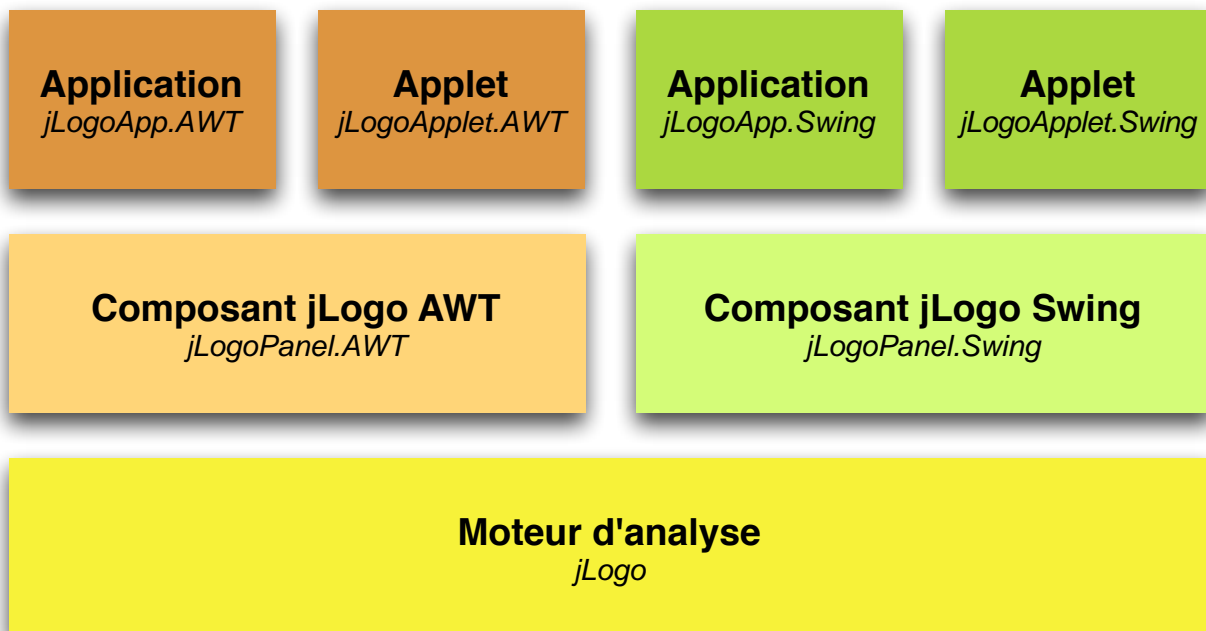 Application
jLogoApp.AWT
Applet
jLogoApplet.AWT
Application
jLogoApp.Swing
Applet
jLogoApplet.Swing
Composant jLogo AWT
jLogoPanel.AWT
Composant jLogo Swing
jLogoPanel.Swing
Moteur d'analyse
jLogo